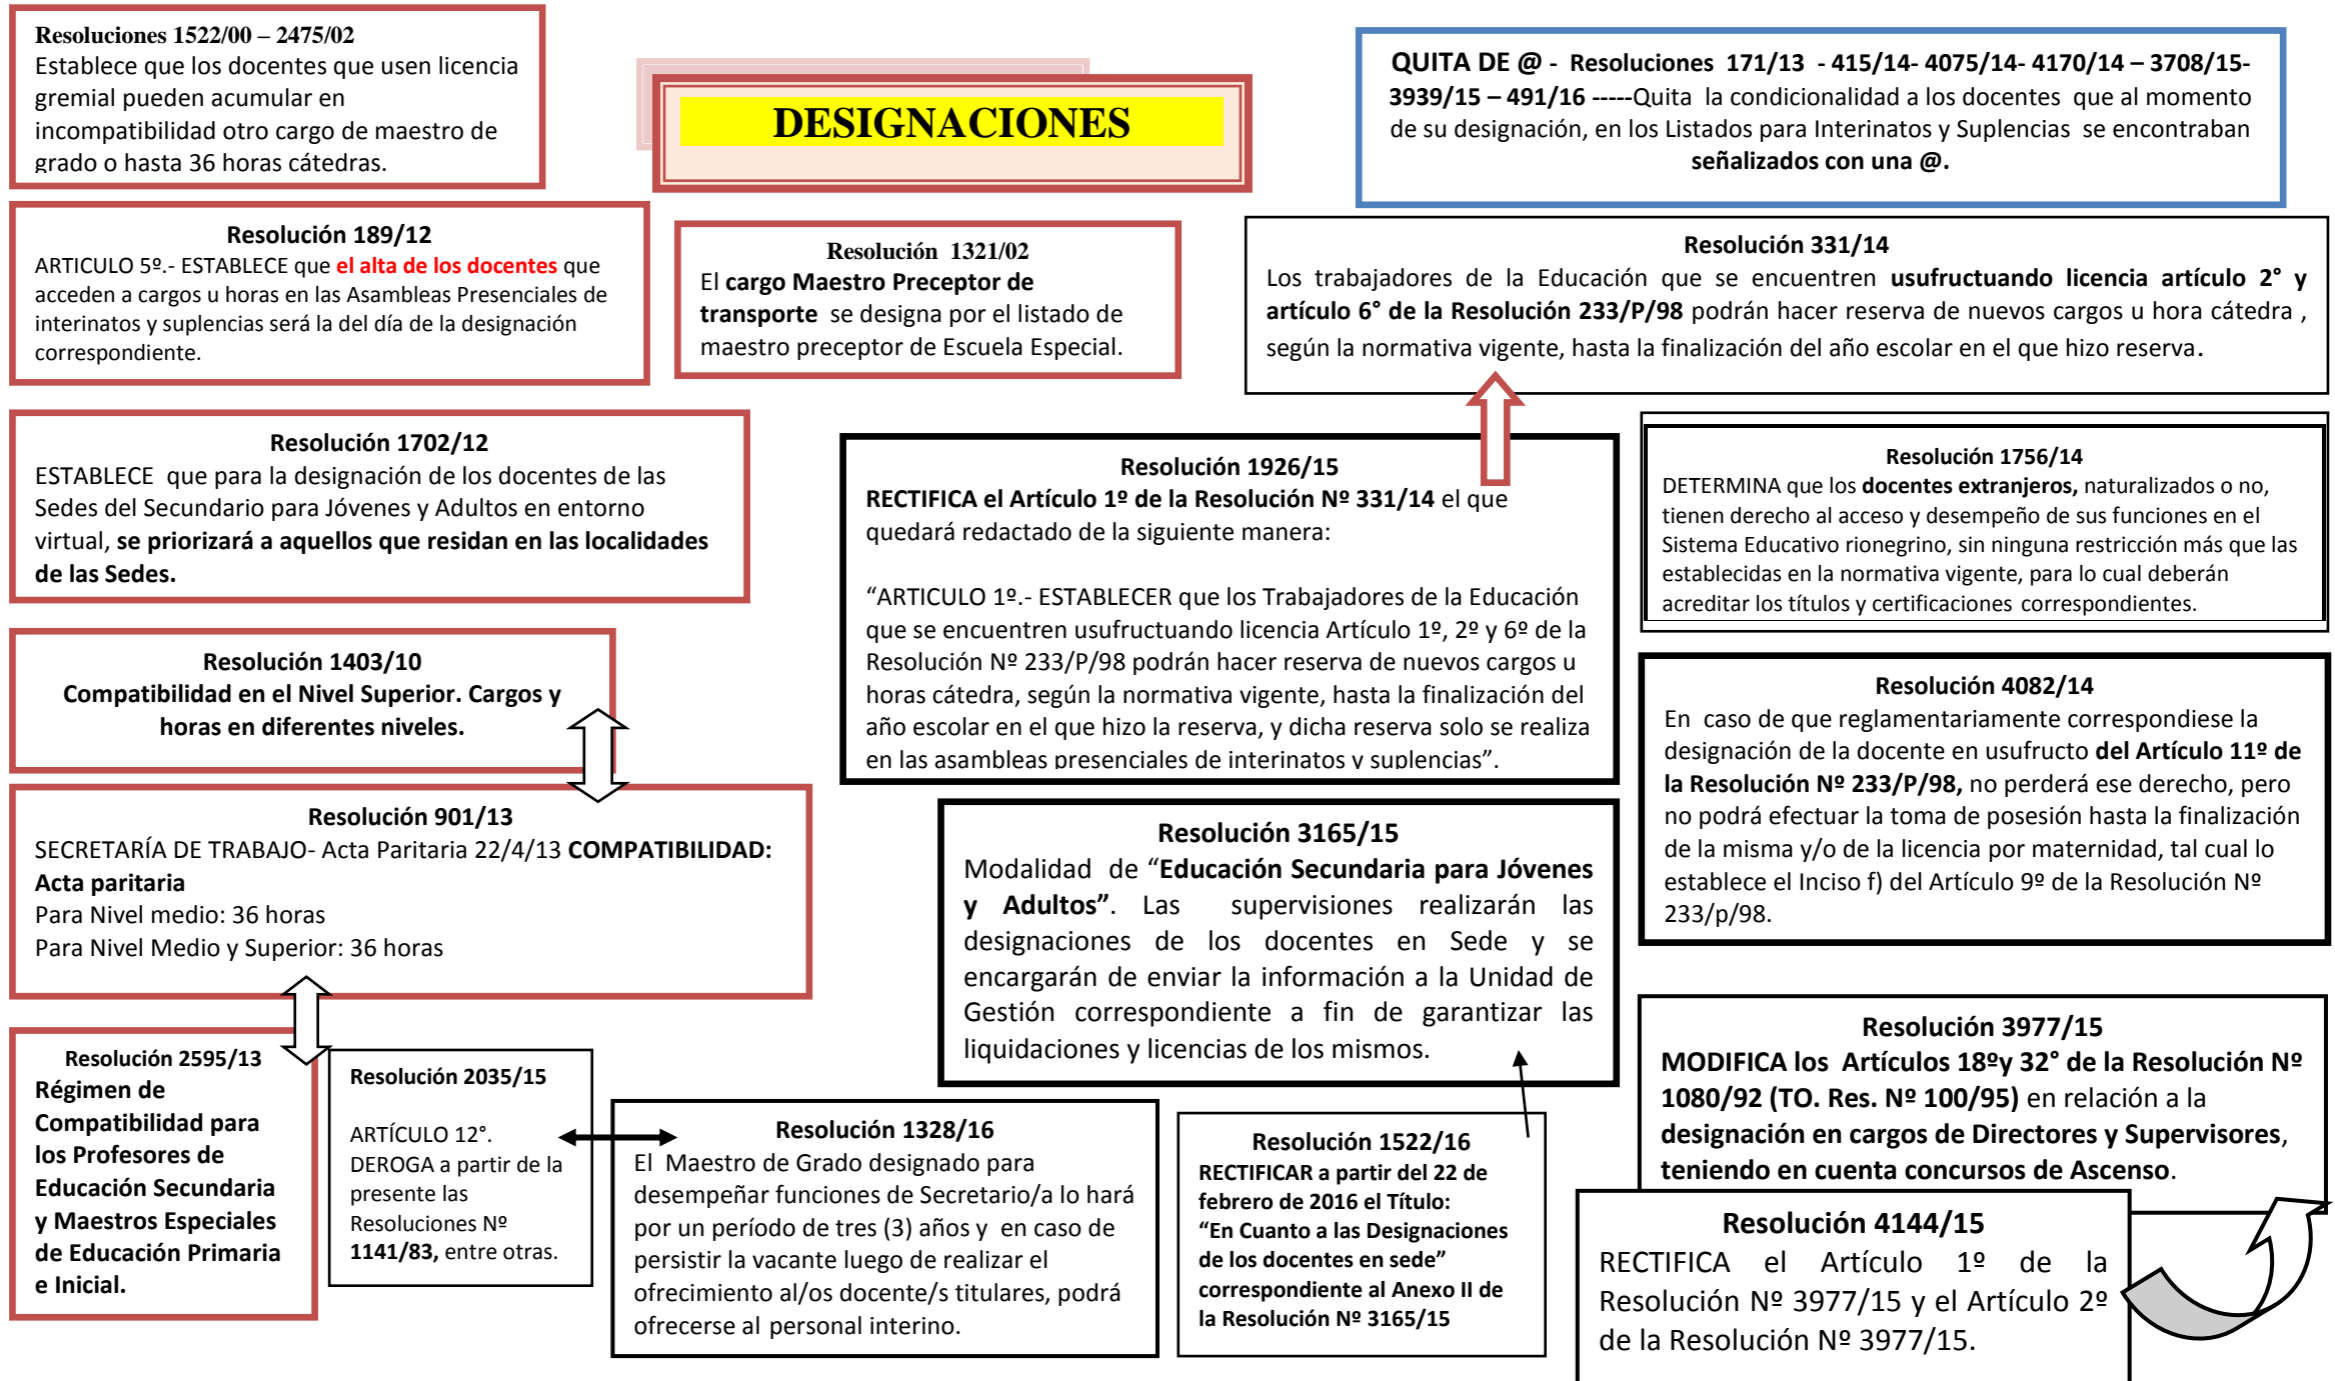 Resoluciones 1522/00 – 2475/02
Establece que los docentes que usen licencia
gremial pueden acumular en
incompatibilidad otro cargo de maestro de
grado o hasta 36 horas cátedras.
DESIGNACIONES
QUITA DE @ - Resoluciones 171/13 - 415/14- 4075/14- 4170/14 – 3708/15-
3939/15 – 491/16 -----Quita la condicionalidad a los docentes que al momento
de su designación, en los Listados para Interinatos y Suplencias se encontraban
señalizados con una @.
Resolución 189/12
ARTICULO 5º.- ESTABLECE que el alta de los docentes que
acceden a cargos u horas en las Asambleas Presenciales de
interinatos y suplencias será la del día de la designación
correspondiente.
Resolución 1321/02
El cargo Maestro Preceptor de
transporte se designa por el listado de
maestro preceptor de Escuela Especial.
Resolución 331/14
Los trabajadores de la Educación que se encuentren usufructuando licencia artículo 2° y
artículo 6° de la Resolución 233/P/98 podrán hacer reserva de nuevos cargos u hora cátedra ,
según la normativa vigente, hasta la finalización del año escolar en el que hizo reserva.
Resolución 1702/12
ESTABLECE que para la designación de los docentes de las
Sedes del Secundario para Jóvenes y Adultos en entorno
virtual, se priorizará a aquellos que residan en las localidades
de las Sedes.
Resolución 1926/15
RECTIFICA el Artículo 1º de la Resolución Nº 331/14 el que
quedará redactado de la siguiente manera:
“ARTICULO 1º.- ESTABLECER que los Trabajadores de la Educación
que se encuentren usufructuando licencia Artículo 1º, 2º y 6º de la
Resolución Nº 233/P/98 podrán hacer reserva de nuevos cargos u
horas cátedra, según la normativa vigente, hasta la finalización del
año escolar en el que hizo la reserva, y dicha reserva solo se realiza
en las asambleas presenciales de interinatos y suplencias”.
Resolución 1756/14
DETERMINA que los docentes extranjeros, naturalizados o no,
tienen derecho al acceso y desempeño de sus funciones en el
Sistema Educativo rionegrino, sin ninguna restricción más que las
establecidas en la normativa vigente, para lo cual deberán
acreditar los títulos y certificaciones correspondientes.
Resolución 1403/10
Compatibilidad en el Nivel Superior. Cargos y
horas en diferentes niveles.
Resolución 4082/14
En caso de que reglamentariamente correspondiese la
designación de la docente en usufructo del Artículo 11º de
la Resolución Nº 233/P/98, no perderá ese derecho, pero
no podrá efectuar la toma de posesión hasta la finalización
de la misma y/o de la licencia por maternidad, tal cual lo
establece el Inciso f) del Artículo 9º de la Resolución Nº
233/p/98.
Resolución 901/13
SECRETARÍA DE TRABAJO- Acta Paritaria 22/4/13 COMPATIBILIDAD:
Acta paritaria
Para Nivel medio: 36 horas
Para Nivel Medio y Superior: 36 horas
Resolución 3165/15
Modalidad de “Educación Secundaria para Jóvenes
y Adultos”. Las supervisiones realizarán las
designaciones de los docentes en Sede y se
encargarán de enviar la información a la Unidad de
Gestión correspondiente a fin de garantizar las
liquidaciones y licencias de los mismos.
Resolución 3977/15
MODIFICA los Artículos 18ºy 32° de la Resolución Nº
1080/92 (TO. Res. Nº 100/95) en relación a la
designación en cargos de Directores y Supervisores,
teniendo en cuenta concursos de Ascenso.
Resolución 2595/13
Régimen de
Compatibilidad para
los Profesores de
Educación Secundaria
y Maestros Especiales
de Educación Primaria
e Inicial.
Resolución 2035/15
ARTÍCULO 12°.
DEROGA a partir de la
presente las
Resoluciones Nº
1141/83, entre otras.
Resolución 1328/16
El Maestro de Grado designado para
desempeñar funciones de Secretario/a lo hará
por un período de tres (3) años y en caso de
persistir la vacante luego de realizar el
ofrecimiento al/os docente/s titulares, podrá
ofrecerse al personal interino.
Resolución 1522/16
RECTIFICAR a partir del 22 de
febrero de 2016 el Título:
“En Cuanto a las Designaciones
de los docentes en sede”
correspondiente al Anexo II de
la Resolución Nº 3165/15
Resolución 4144/15
RECTIFICA el Artículo 1º de la
Resolución Nº 3977/15 y el Artículo 2º
de la Resolución Nº 3977/15.